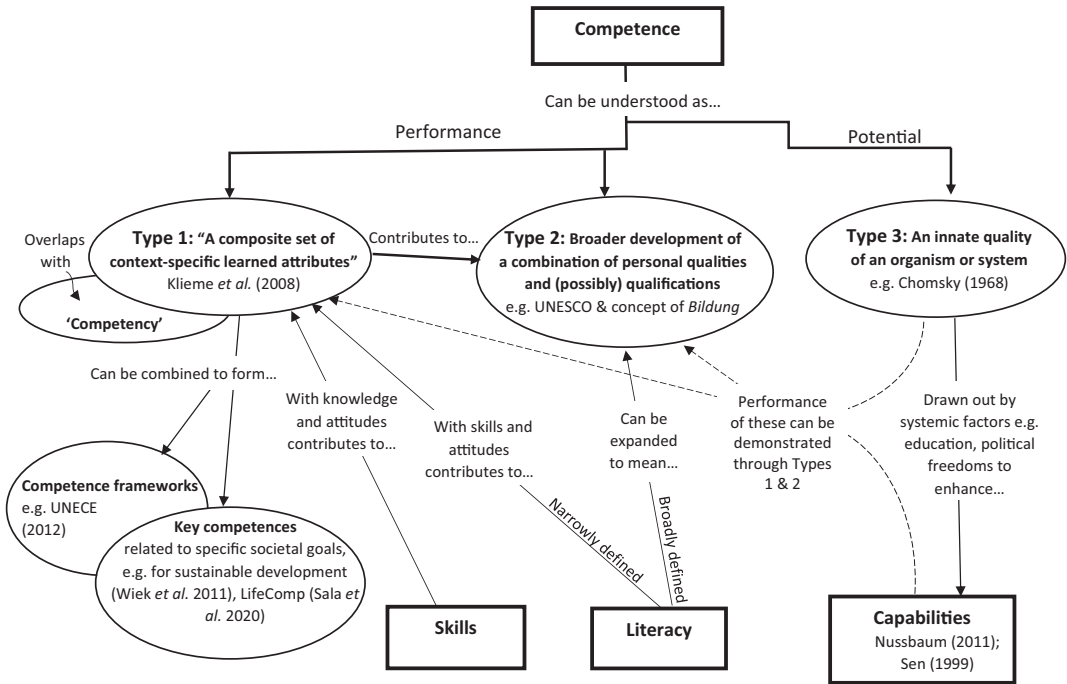 Competence
Can be understood as…
Performance
Potential
Type 1: “A composite set of
context-specific learned attributes”
Klieme et al. (2008)
Contributes to…
Type 2: Broader development of
a combination of personal qualities
and (possibly) qualifications
e.g. UNESCO & concept of Bildung
Type 3: An innate quality
of an organism or system
e.g. Chomsky (1968)
Overlaps
with
‘Competency’
Can be combined to form…
With knowledge
and attitudes
contributes to…
With skills and
attitudes
contributes to…
Can be
expanded
to mean…
Performance
of these can be
demonstrated
through Types
1 & 2
Drawn out by
systemic factors e.g.
education, political
freedoms to
enhance…
Competence frameworks
e.g. UNECE
(2012)
Key competences
related to specific societal goals,
e.g. for sustainable development
(Wiek et al. 2011), LifeComp (Sala et
al. 2020)
Narrowly defined
Broadly defined
Skills
Literacy
Capabilities
Nussbaum (2011);
Sen (1999)